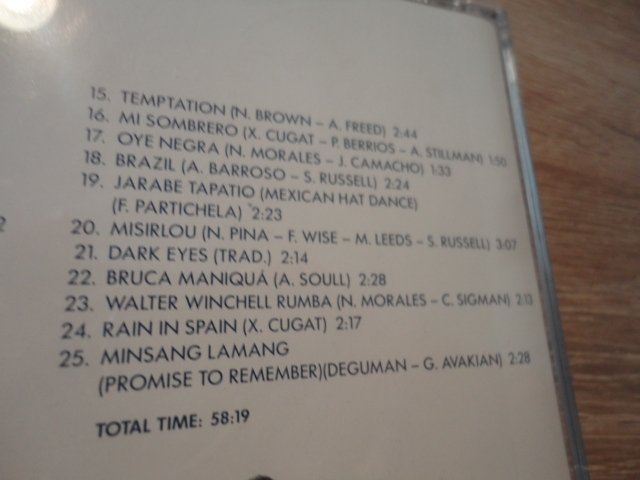 15. TEMPTATION (N. BROWN – A. FREED) 2:44
16. MI SOMBRERO (X. CUGAT – P. BERRIOS – A. STILLMAN) 1:50
17. OYE NEGRA (N. MORALES – J. CAMACHO) 1:33
18. BRAZIL (A. BARROSO – S. RUSSELL) 2:24
19. JARABE TAPATIO (MEXICAN HAT DANCE)
(F. PARTICHELA) 2:23
20. MISIRLOU (N. PINA – F. WISE – M. LEEDS – S. RUSSELL) 3:07
21. DARK EYES (TRAD.) 2:14
22. BRUCA MANIQUÁ (A. SOULL) 2:28
23. WALTER WINCHELL RUMBA (N. MORALES – C. SIGMAN) 2:13
24. RAIN IN SPAIN (X. CUGAT) 2:17
25. MINSANG LAMANG
(PROMISE TO REMEMBER)(DEGUMAN – G. AVAKIAN) 2:28
TOTAL TIME: 58:19